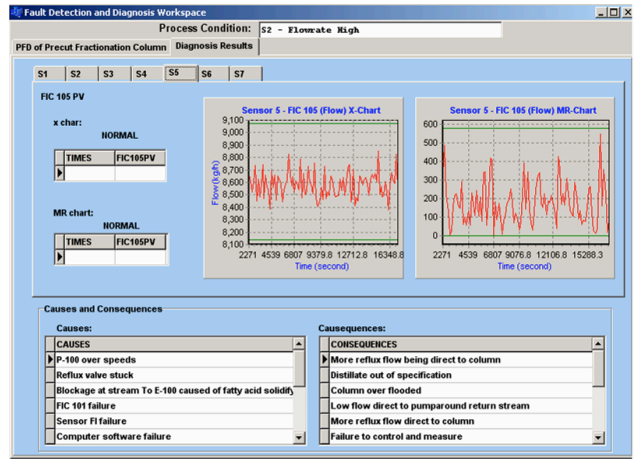 Fault Detection and Diagnosis Workspace
Process Condition: S2 - Flowrate High
PFD of Precut Fractionation Column Diagnosis Results
S1 S2 S3 S4 S5 S6 S7
FIC 105 PV
x char:
NORMAL
TIMES FIC105PV
MR chart:
NORMAL
TIMES FIC105PV
Sensor 5 - FIC 105 (Flow) X-Chart
9,100
9,000
8,900
8,800
8,700
8,600
8,500
8,400
8,300
8,200
8,100
Flow(kg/h)
2271 4539 6807 9379.8 12712.8 16348.8
Time (second)
Sensor 5 - FIC 105 (Flow) MR-Chart
600
500
400
300
200
100
0
2271 4539 6807 9207 12106.8 15288.3
Time (second)
Causes and Consequences
Causes:
CAUSES
P-100 over speeds
Reflux valve stuck
Blockage at stream To E-100 caused of fatty acid solidify
FIC 101 failure
Sensor FI failure
Computer software failure
Causequences:
CONSEQUENCES
More reflux flow being direct to column
Distillate out of specification
Column over flooded
Low flow direct to pumparound return stream
More reflux flow direct to column
Failure to control and measure